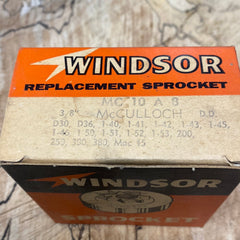 WINDSOR
REPLACEMENT SPROCKET
MC 10 A 8
3/8" McCULLOCH D.D.
D30, D36, 1-40, 1-41, 1-42, 1-43, 1-45,
1-46, 1-50, 1-51, 1-52, 1-53, 200,
250, 300, 380, Mac 45
WINDSOR
SPROCKET